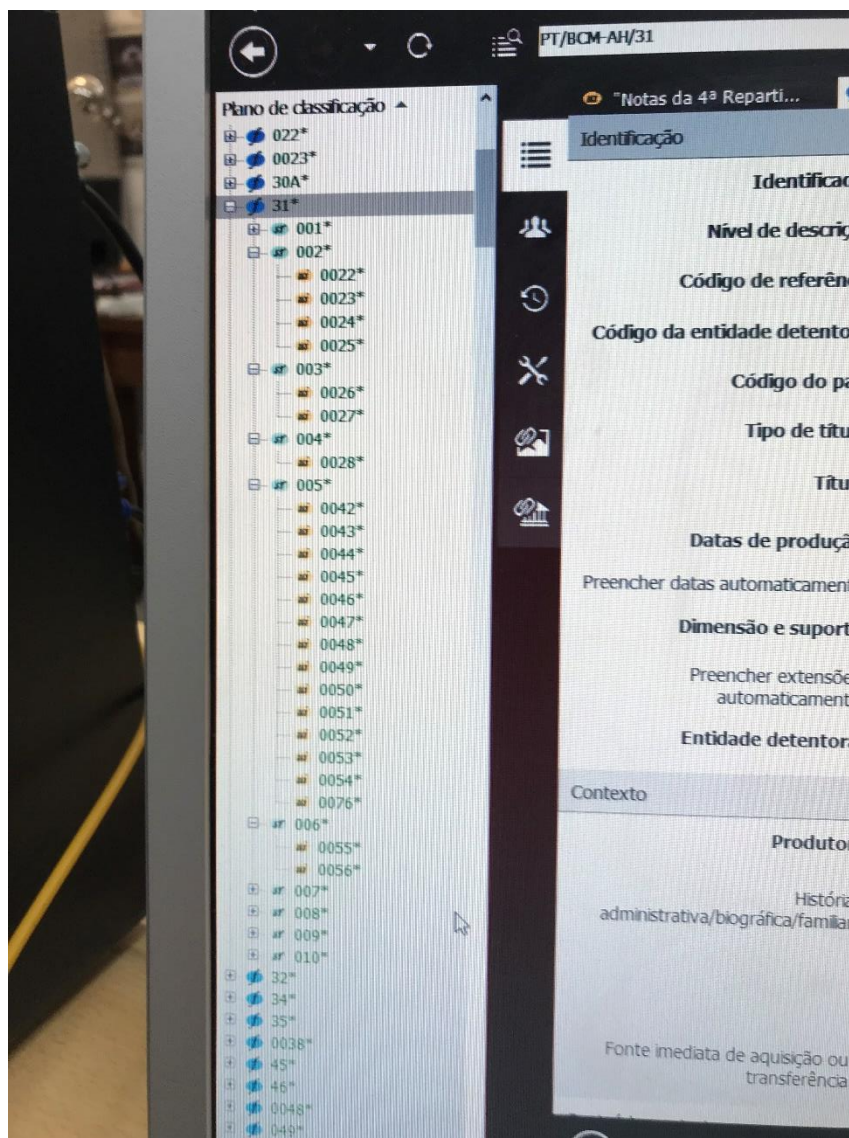 PT/BCM-AH/31
Plano de classificação
022*
0023*
30A*
31*
001*
002*
0022*
0023*
0024*
0025*
003*
0026*
0027*
004*
0028*
005*
0042*
0043*
0044*
0045*
0046*
0047*
0048*
0049*
0050*
0051*
0052*
0053*
0054*
0076*
006*
0055*
0056*
007*
008*
009*
010*
32*
34*
35*
0038*
45*
46*
0048*
049*
"Notas da 4ª Reparti...
Identificação
Identificaç
Nível de descriç
Código de referên
Código da entidade detento
Código do pa
Tipo de títu
Títu
Datas de produçã
Preencher datas automaticament
Dimensão e suport
Preencher extensõe
automaticament
Entidade detentora
Contexto
Produtor
História
administrativa/biográfica/familiar
Fonte imediata de aquisição ou
transferência